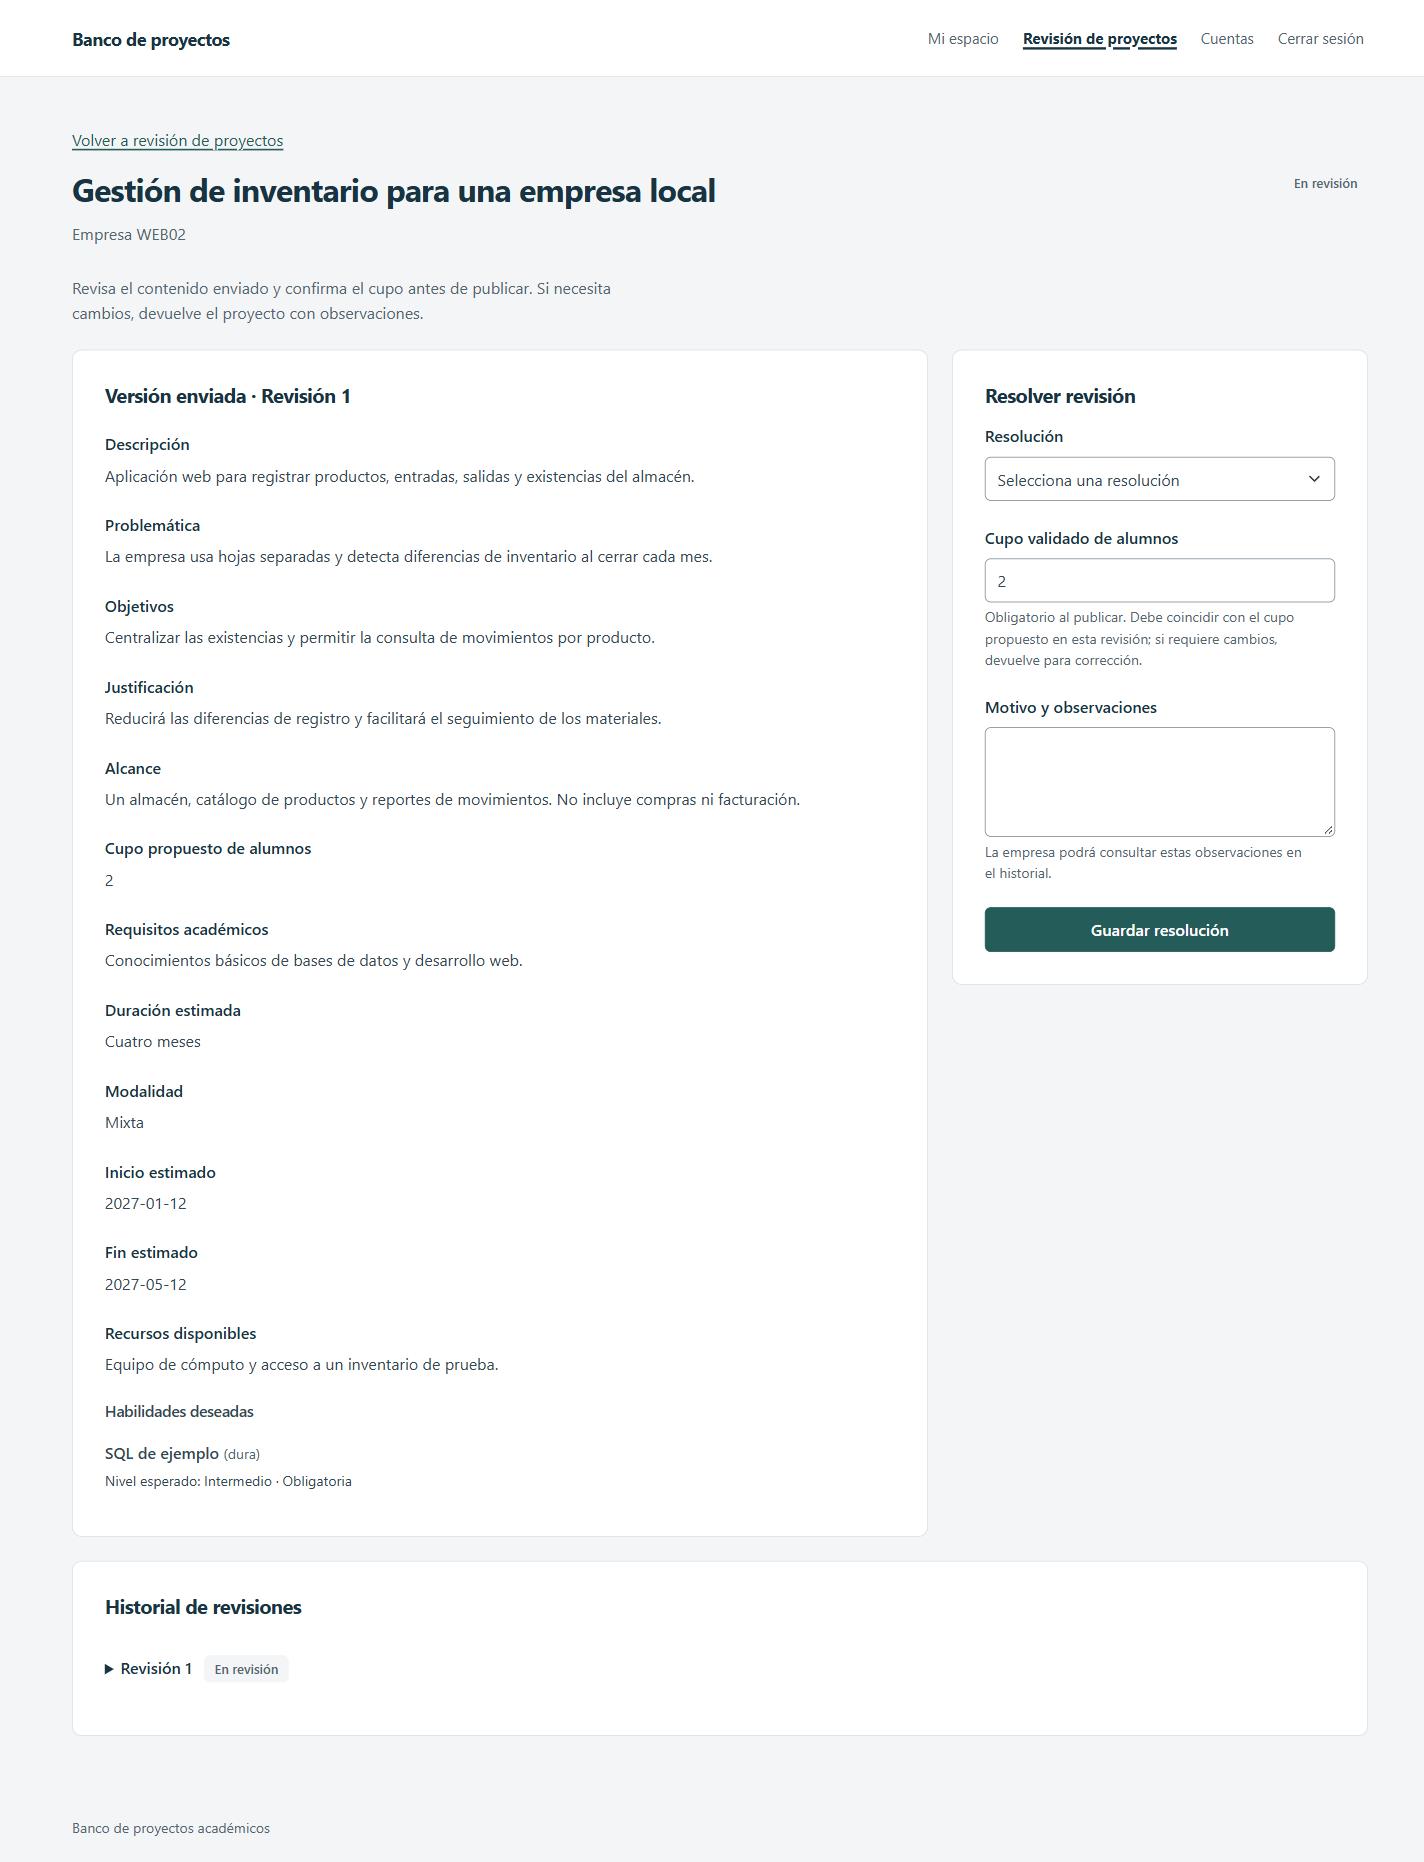 Banco de proyectos
Mi espacio
Revisión de proyectos
Cuentas
Cerrar sesión
Volver a revisión de proyectos
Gestión de inventario para una empresa local
En revisión
Empresa WEB02
Revisa el contenido enviado y confirma el cupo antes de publicar. Si necesita
cambios, devuelve el proyecto con observaciones.
Versión enviada · Revisión 1
Descripción
Aplicación web para registrar productos, entradas, salidas y existencias del almacén.
Problemática
La empresa usa hojas separadas y detecta diferencias de inventario al cerrar cada mes.
Objetivos
Centralizar las existencias y permitir la consulta de movimientos por producto.
Justificación
Reducirá las diferencias de registro y facilitará el seguimiento de los materiales.
Alcance
Un almacén, catálogo de productos y reportes de movimientos. No incluye compras ni facturación.
Cupo propuesto de alumnos
2
Requisitos académicos
Conocimientos básicos de bases de datos y desarrollo web.
Duración estimada
Cuatro meses
Modalidad
Mixta
Inicio estimado
2027-01-12
Fin estimado
2027-05-12
Recursos disponibles
Equipo de cómputo y acceso a un inventario de prueba.
Habilidades deseadas
SQL de ejemplo (dura)
Nivel esperado: Intermedio · Obligatoria
Resolver revisión
Resolución
Selecciona una resolución
Cupo validado de alumnos
2
Obligatorio al publicar. Debe coincidir con el cupo
propuesto en esta revisión; si requiere cambios,
devuelve para corrección.
Motivo y observaciones
La empresa podrá consultar estas observaciones en
el historial.
Guardar resolución
Historial de revisiones
Revisión 1 En revisión
Banco de proyectos académicos